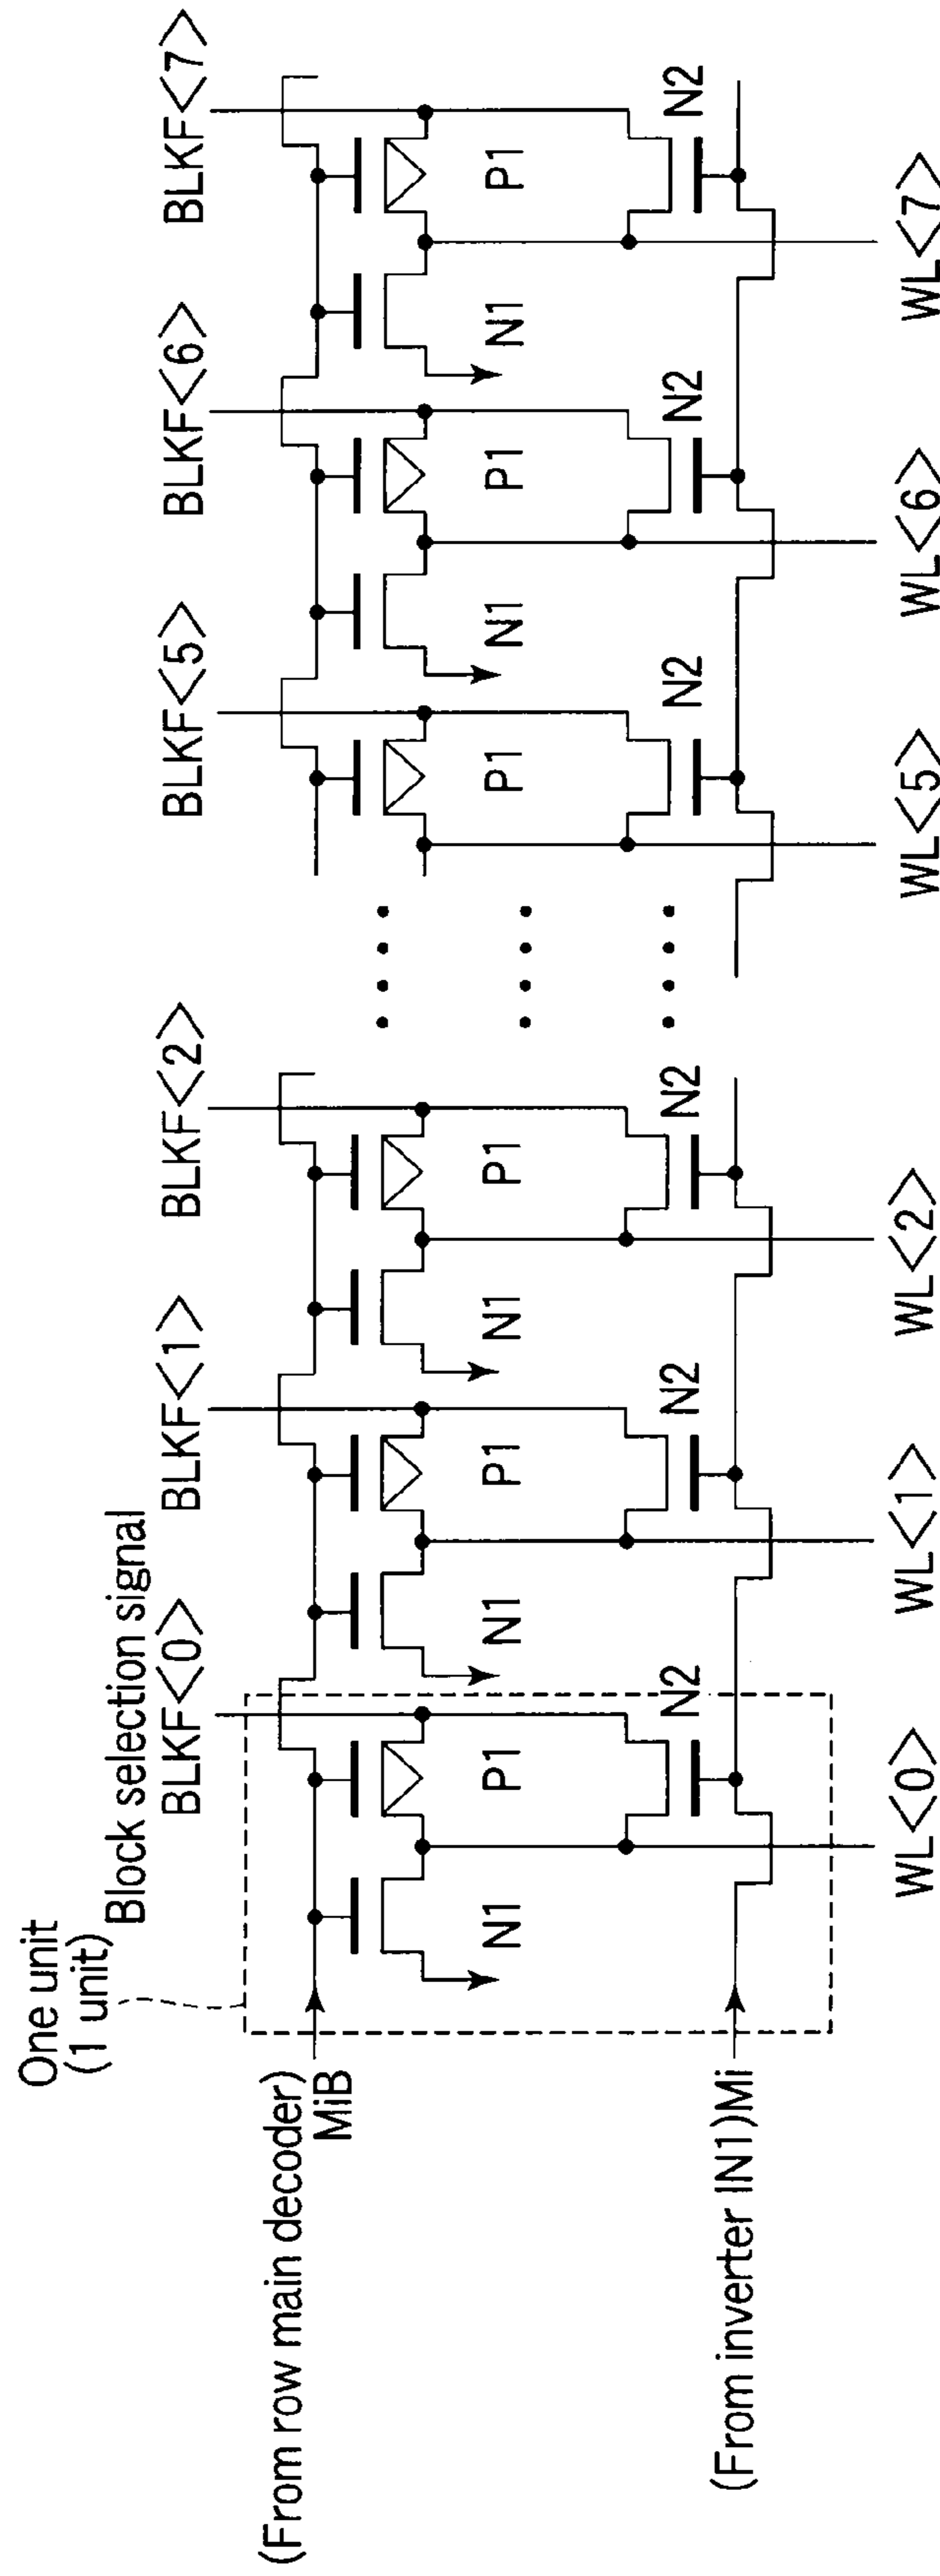 One unit
(1 unit)
Block selection signal
BLKF<0>
BLKF<1>
BLKF<2>
BLKF<5>
BLKF<6>
BLKF<7>
(From row main decoder)
MiB
N1
P1
N2
N1
P1
N2
N1
P1
N2
P1
N2
N1
P1
N2
N1
P1
N2
(From inverter IN1)Mi
WL<0>
WL<1>
WL<2>
WL<5>
WL<6>
WL<7>